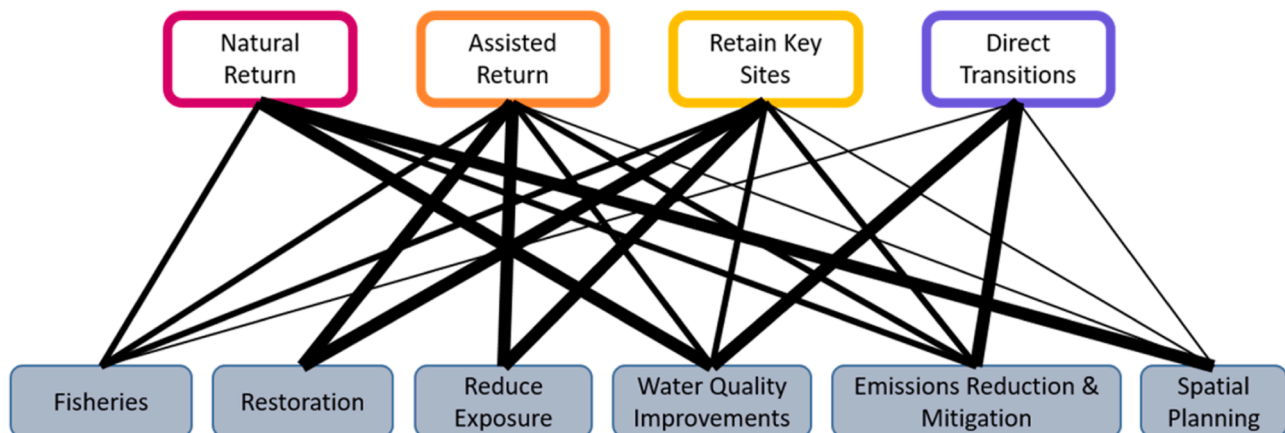 Natural
Return
Assisted
Return
Retain Key
Sites
Direct
Transitions
Fisheries
Restoration
Reduce
Exposure
Water Quality
Improvements
Emissions Reduction &
Mitigation
Spatial
Planning